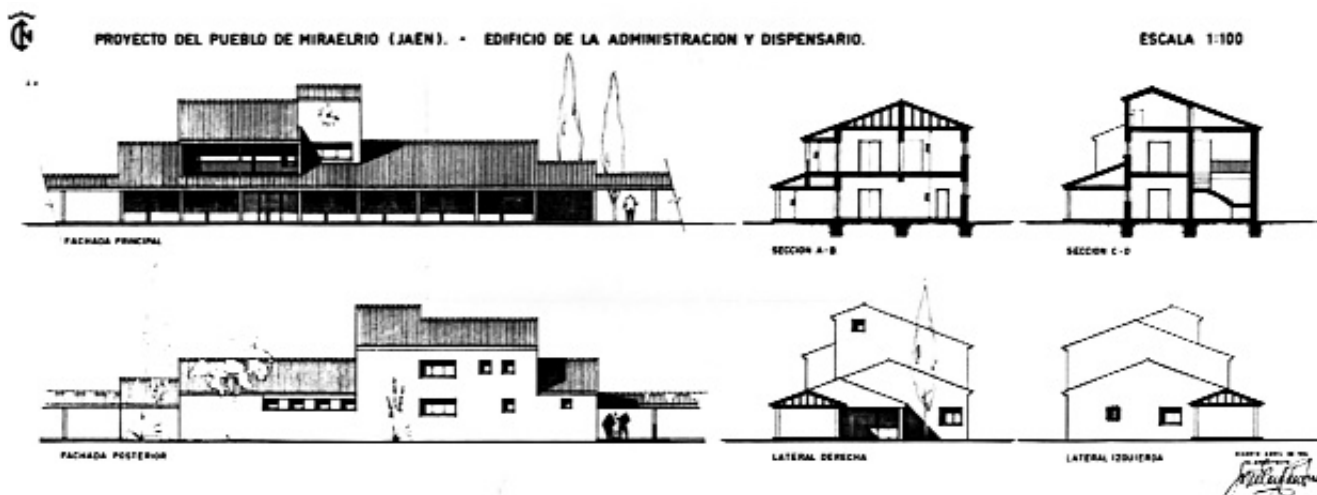 PROYECTO DEL PUEBLO DE MIRAELRIO (JAÉN). - EDIFICIO DE LA ADMINISTRACION Y DISPENSARIO.
ESCALA 1:100
FACHADA PRINCIPAL
SECCION A-B
SECCION C-D
FACHADA POSTERIOR
LATERAL DERECHA
LATERAL IZQUIERDA